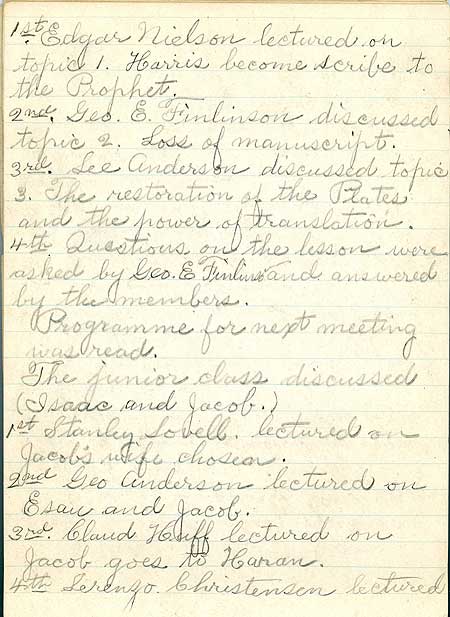 1st. Edgar Nielson lectured on
topic 1. Harris become scribe to
the Prophet.
2nd. Geo. E. Finlinson discussed
topic 2. Loss of manuscript.
3rd. Lee Anderson discussed topic
3. The restoration of the Plates
and the power of translation.
4th Questions on the lesson were
asked by Geo. E Finlins and answered
by the members.
Programme for next meeting
was read.
The junior class discussed
(Isaac and Jacob.)
1st Stanley Lovell. lectured on
Jacob's wife chosen.
2nd Geo Anderson lectured on
Esau and Jacob.
3rd. Claud Huff lectured on
Jacob goes to Haran.
4th Lorenzo. Christensen lectured